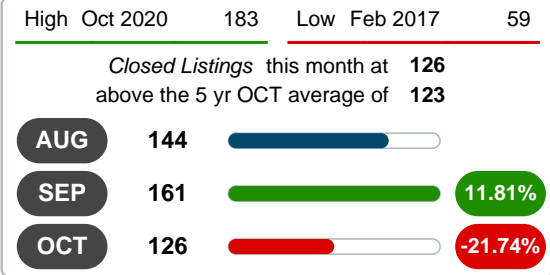 High Oct 2020 183 Low Feb 2017 59
Closed Listings this month at 126
above the 5 yr OCT average of 123
AUG 144
SEP 161 11.81%
OCT 126 -21.74%